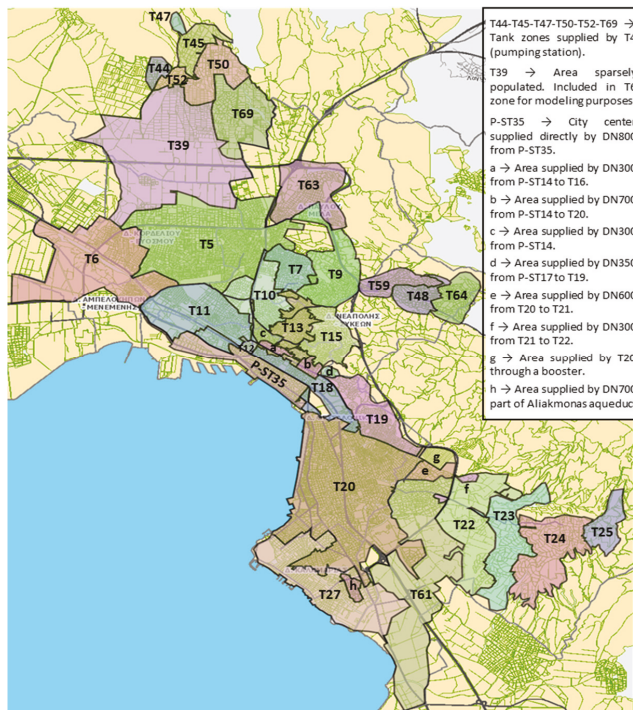 T47
T45
T44
T50
T52
T69
T39
T63
T5
T6
T7
T9
T10
T59
T48
T64
T11
T13
T15
c
a
b
d
P-ST35
T18
T19
g
e
f
T20
T22
T23
T24
T25
h
T27
T61
ΑΜΠΕΛΟΚΗΠΩΝ
ΜΕΝΕΜΕΝΗΣ
T44-T45-T47-T50-T52-T69 →
Tank zones supplied by T4
(pumping station).
T39 → Area sparsely
populated. Included in T6
zone for modeling purposes
P-ST35 → City center
supplied directly by DN800
from P-ST35.
a → Area supplied by DN300
from P-ST14 to T16.
b → Area supplied by DN700
from P-ST14 to T20.
c → Area supplied by DN300
from P-ST14.
d → Area supplied by DN350
from P-ST17 to T19.
e → Area supplied by DN600
from T20 to T21.
f → Area supplied by DN300
from T21 to T22.
g → Area supplied by T20
through a booster.
h → Area supplied by DN700
part of Aliakmonas aqueduc